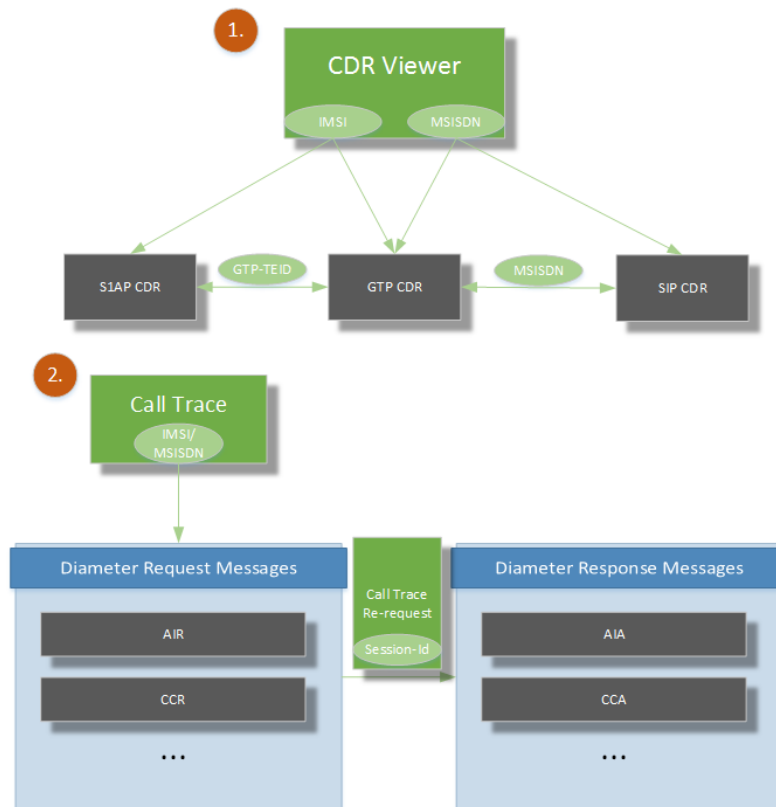 1.
CDR Viewer
IMSI
MSISDN
S1AP CDR
GTP-TEID
GTP CDR
MSISDN
SIP CDR
2.
Call Trace
IMSI/
MSISDN
Diameter Request Messages
AIR
CCR
...
Call Trace
Re-request
Session-Id
Diameter Response Messages
AIA
CCA
...